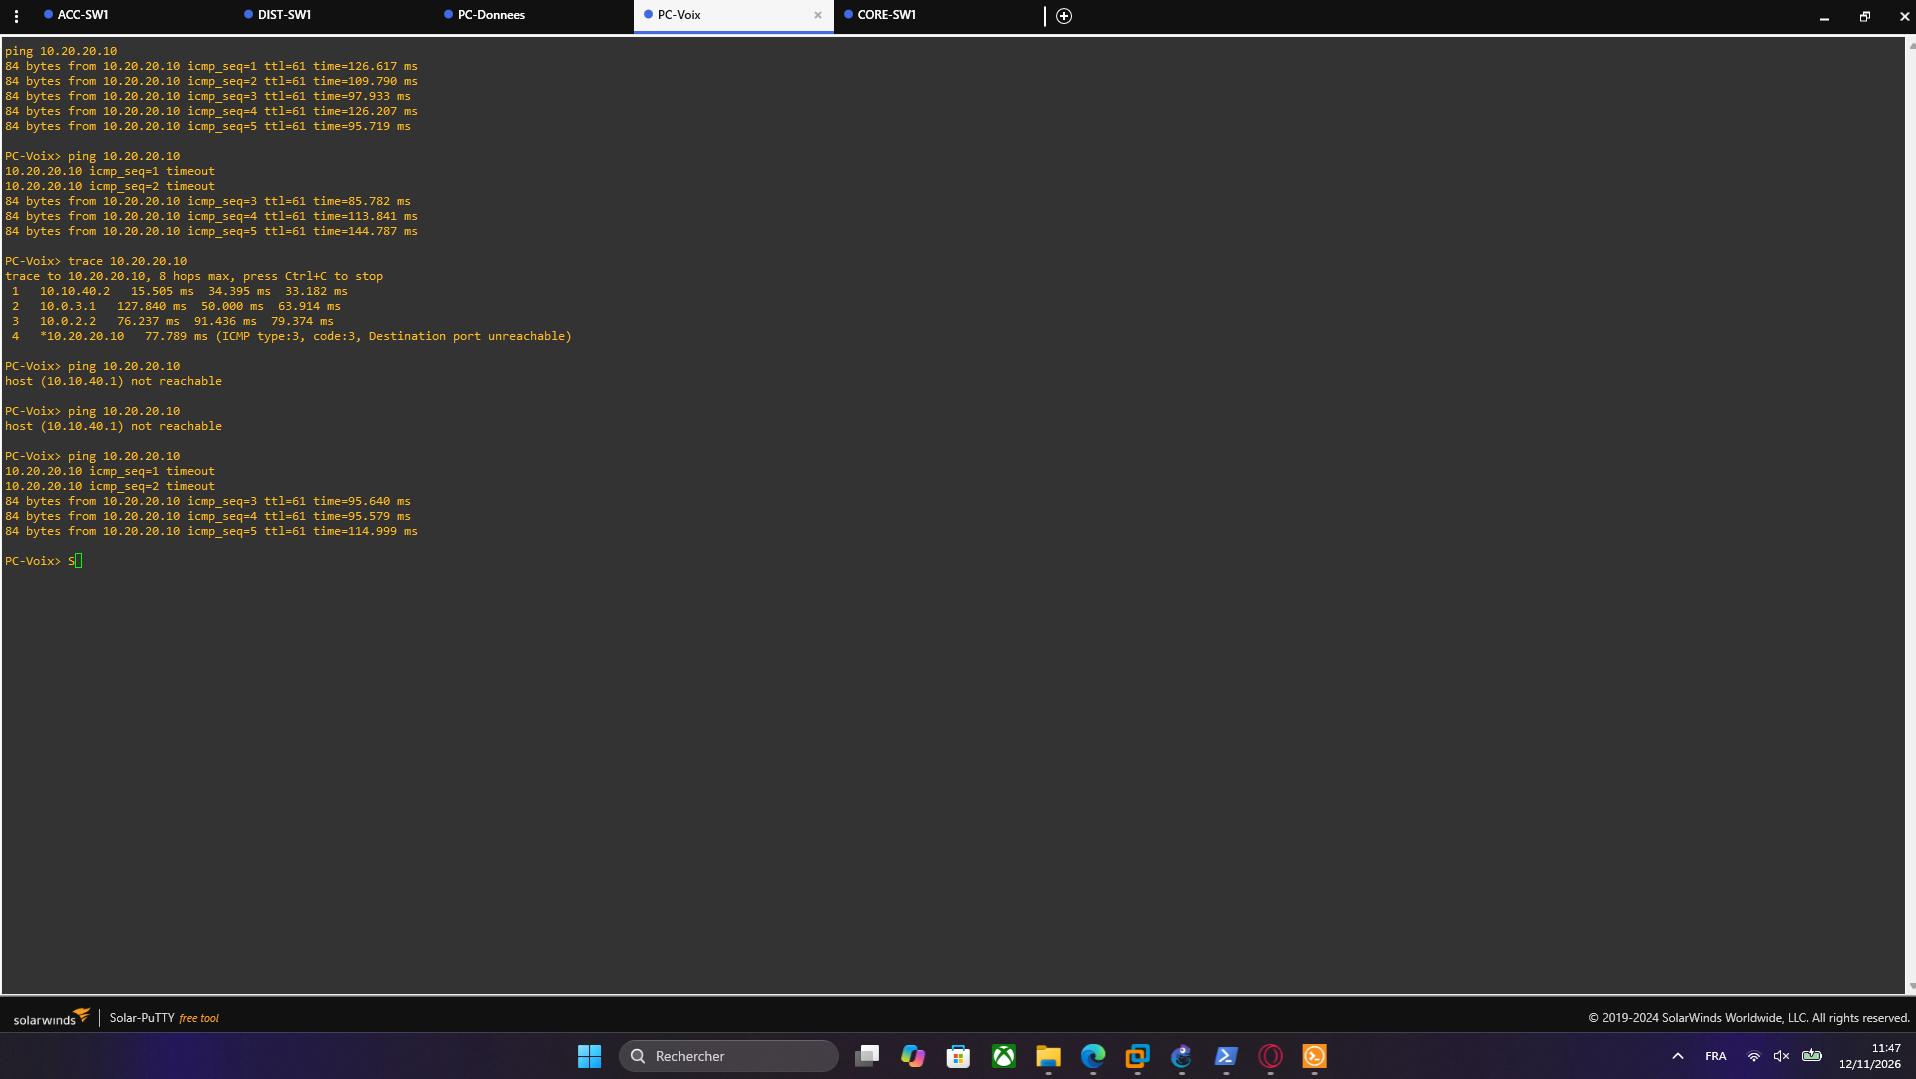 ACC-SW1
DIST-SW1
PC-Donnees
PC-Voix
CORE-SW1
ping 10.20.20.10
84 bytes from 10.20.20.10 icmp_seq=1 ttl=61 time=126.617 ms
84 bytes from 10.20.20.10 icmp_seq=2 ttl=61 time=109.790 ms
84 bytes from 10.20.20.10 icmp_seq=3 ttl=61 time=97.933 ms
84 bytes from 10.20.20.10 icmp_seq=4 ttl=61 time=126.207 ms
84 bytes from 10.20.20.10 icmp_seq=5 ttl=61 time=95.719 ms
PC-Voix> ping 10.20.20.10
10.20.20.10 icmp_seq=1 timeout
10.20.20.10 icmp_seq=2 timeout
84 bytes from 10.20.20.10 icmp_seq=3 ttl=61 time=85.782 ms
84 bytes from 10.20.20.10 icmp_seq=4 ttl=61 time=113.841 ms
84 bytes from 10.20.20.10 icmp_seq=5 ttl=61 time=144.787 ms
PC-Voix> trace 10.20.20.10
trace to 10.20.20.10, 8 hops max, press Ctrl+C to stop
1 10.10.40.2 15.505 ms 34.395 ms 33.182 ms
2 10.0.3.1 127.840 ms 50.000 ms 63.914 ms
3 10.0.2.2 76.237 ms 91.436 ms 79.374 ms
4 *10.20.20.10 77.789 ms (ICMP type:3, code:3, Destination port unreachable)
PC-Voix> ping 10.20.20.10
host (10.10.40.1) not reachable
PC-Voix> ping 10.20.20.10
host (10.10.40.1) not reachable
PC-Voix> ping 10.20.20.10
10.20.20.10 icmp_seq=1 timeout
10.20.20.10 icmp_seq=2 timeout
84 bytes from 10.20.20.10 icmp_seq=3 ttl=61 time=95.640 ms
84 bytes from 10.20.20.10 icmp_seq=4 ttl=61 time=95.579 ms
84 bytes from 10.20.20.10 icmp_seq=5 ttl=61 time=114.999 ms
PC-Voix> S
solarwinds Solar-PuTTY free tool
© 2019-2024 SolarWinds Worldwide, LLC. All rights reserved.
Rechercher
FRA
11:47
12/11/2026